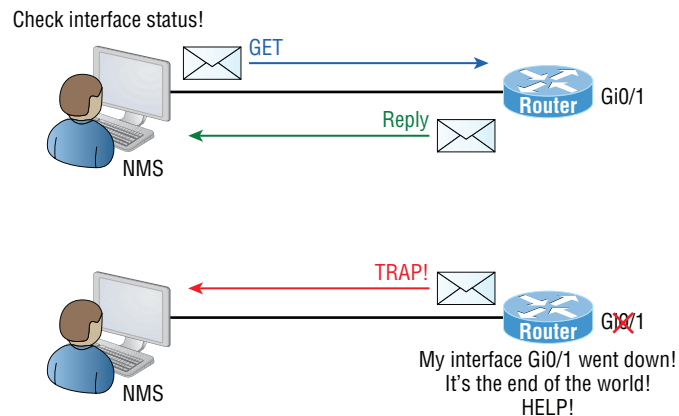 Check interface status!
GET
Router
Gi0/1
Reply
NMS
TRAP!
Router
Gi0/1
My interface Gi0/1 went down!
It's the end of the world!
HELP!
NMS